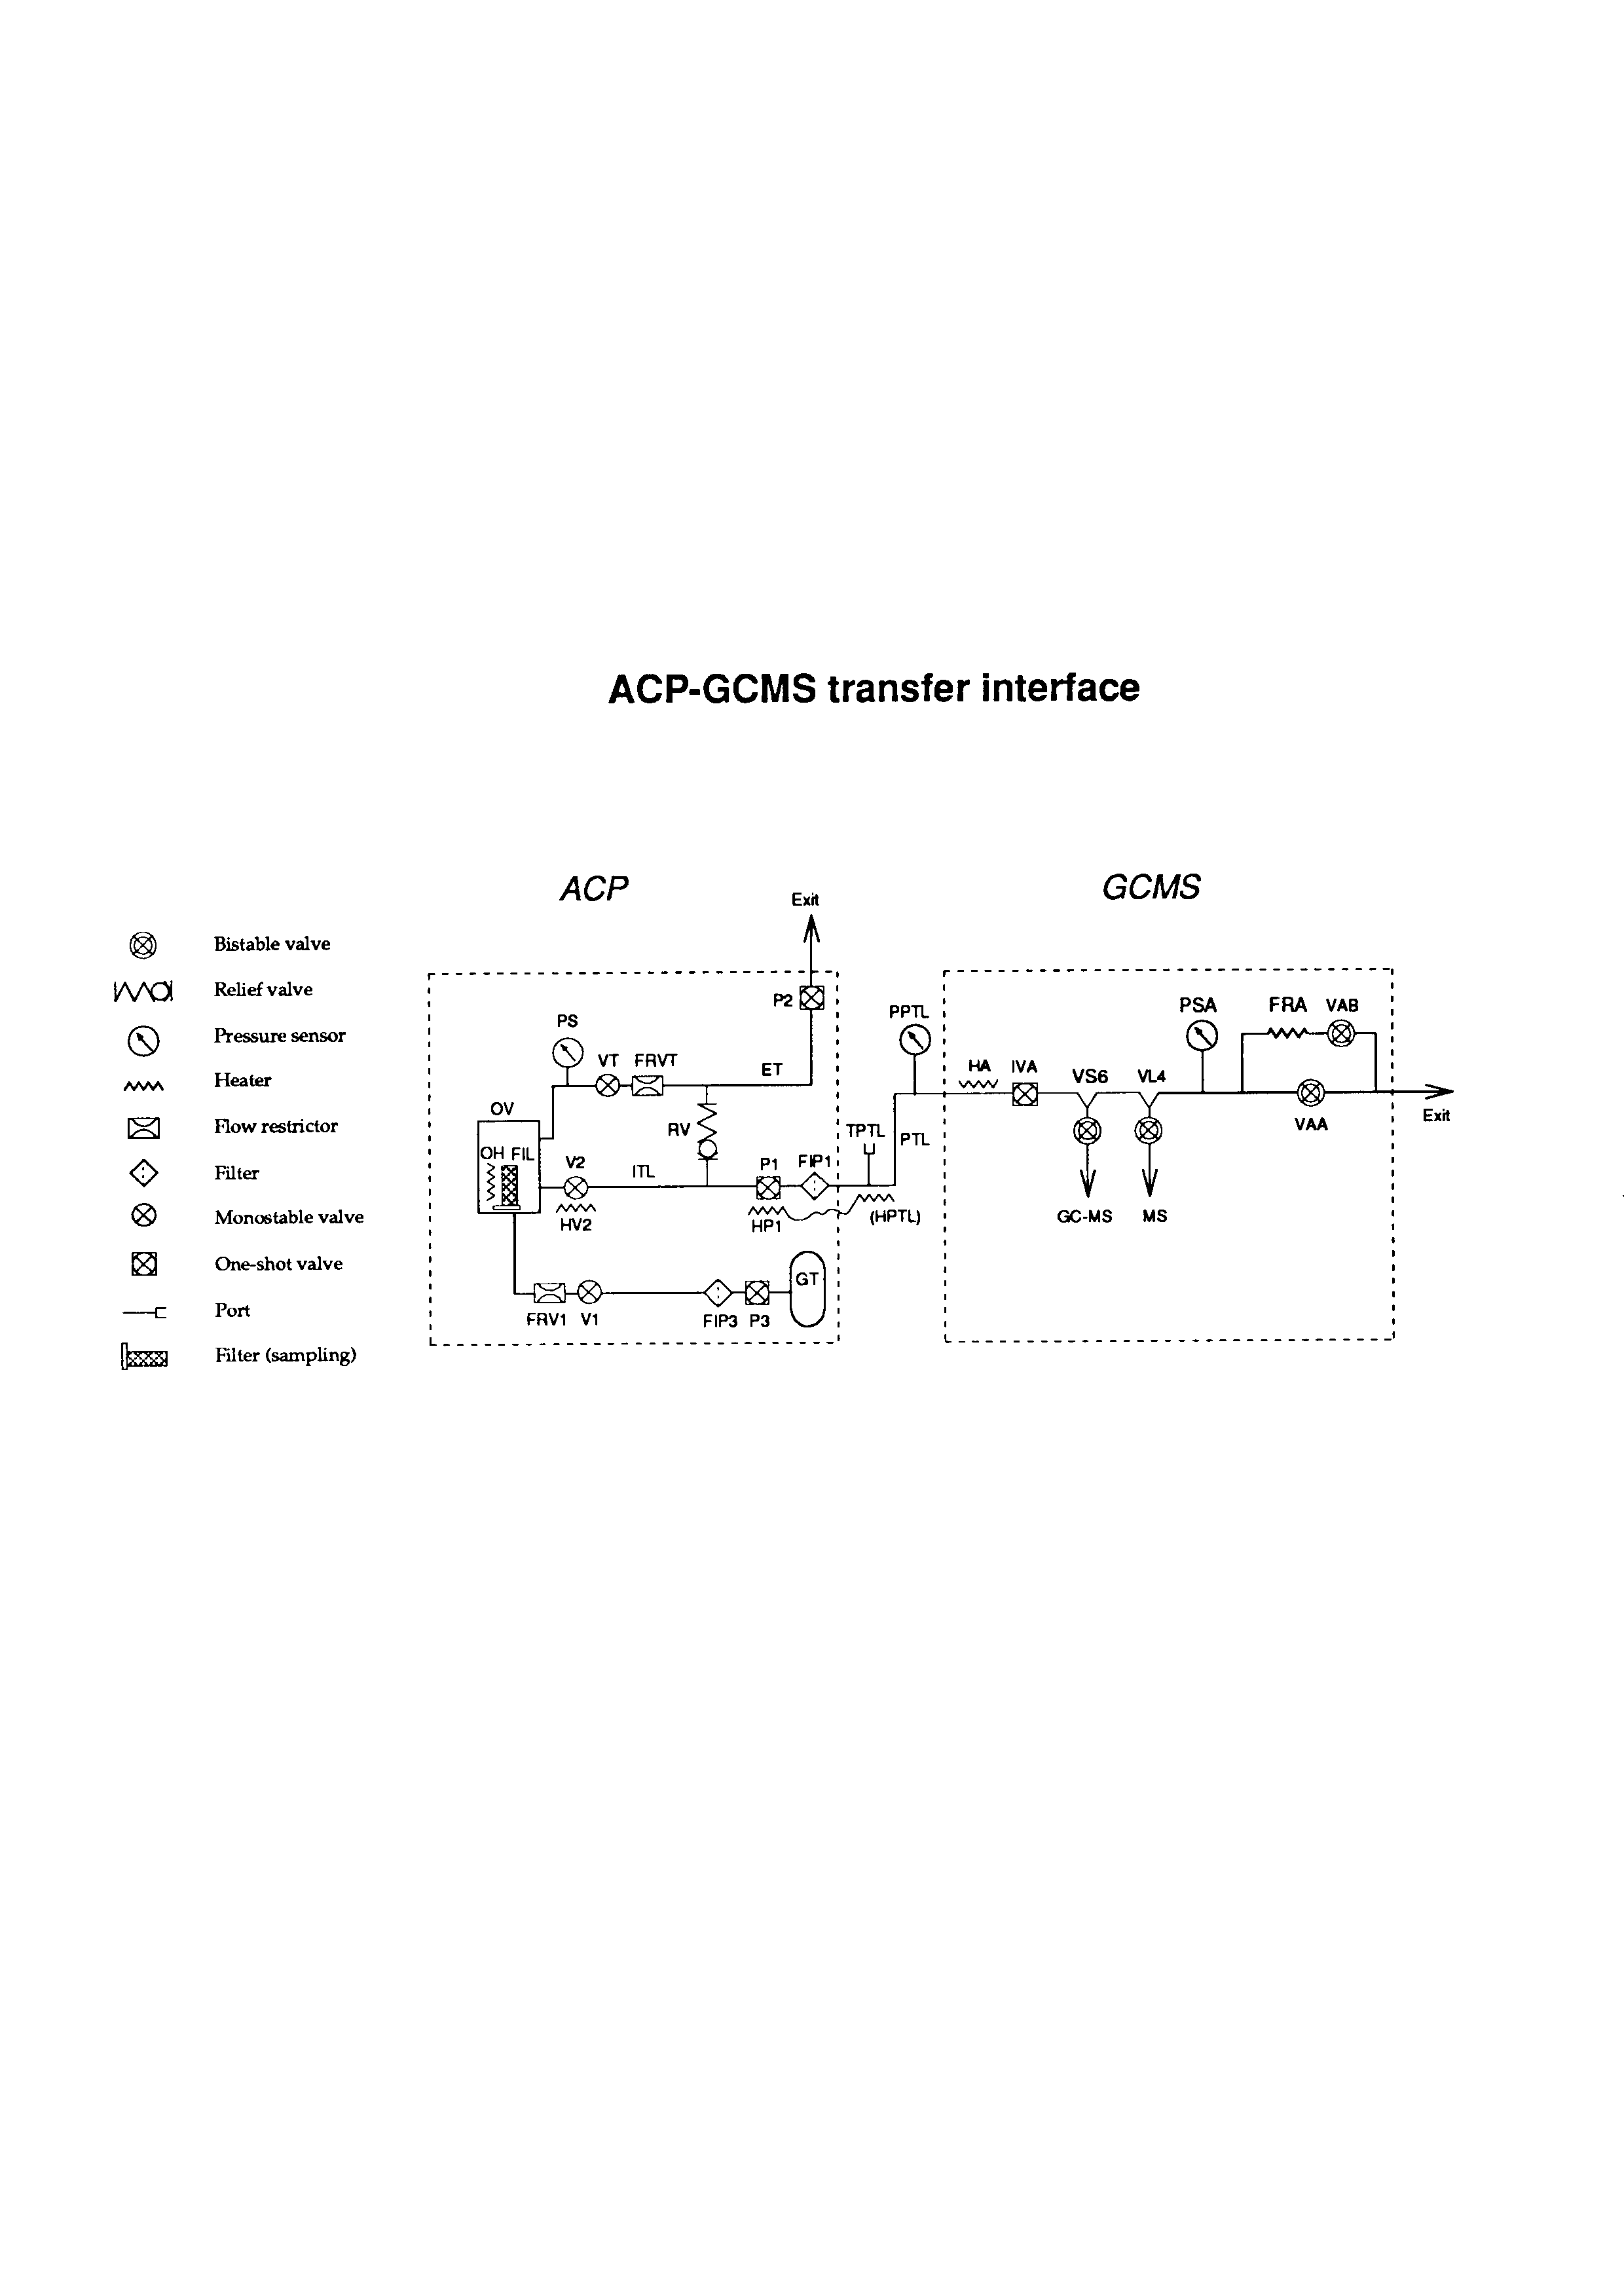 ACP-GCMS transfer interface
ACP
GCMS
Exit
Bistable valve
Relief valve
Pressure sensor
Heater
Flow restrictor
Filter
Monostable valve
One-shot valve
Port
Filter (sampling)
P2
PS
VT FRVT
ET
OV
OH FIL
RV
V2
ITL
P1 FIP1
HV2
HP1
GT
FRV1 V1
FIP3 P3
PPTL
TPTL
PTL
(HPTL)
HA IVA
VS6
VL4
PSA
FRA VAB
VAA
Exit
GC-MS
MS